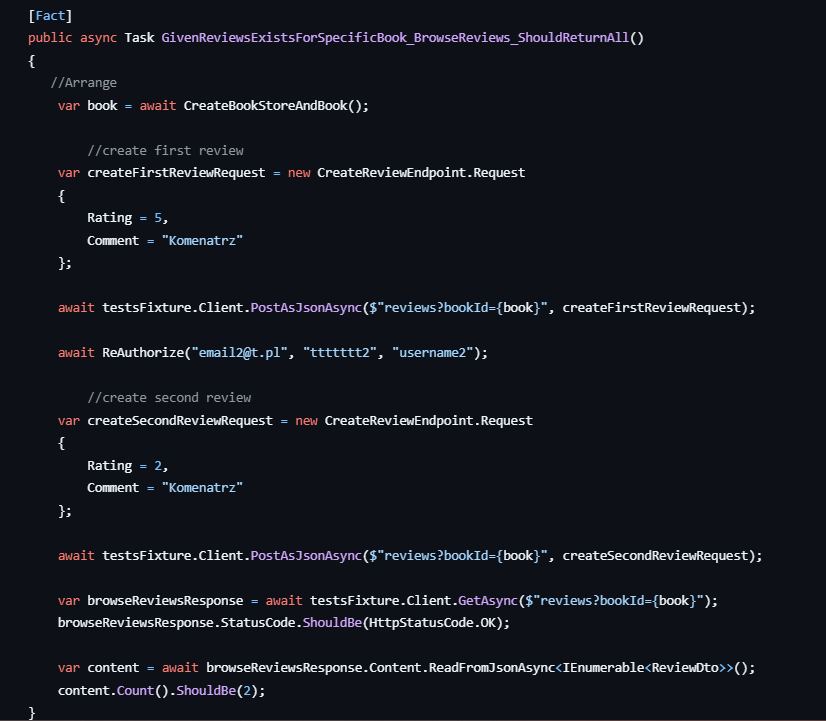 [Fact]
public async Task GivenReviewsExistsForSpecificBook_BrowseReviews_ShouldReturnAll()
{
//Arrange
var book = await CreateBookStoreAndBook();
//create first review
var createFirstReviewRequest = new CreateReviewEndpoint.Request
{
Rating = 5,
Comment = "Komenatrz"
};
await testsFixture.Client.PostAsJsonAsync($"reviews?bookId={book}", createFirstReviewRequest);
await ReAuthorize("email2@t.pl", "ttttttt2", "username2");
//create second review
var createSecondReviewRequest = new CreateReviewEndpoint.Request
{
Rating = 2,
Comment = "Komenatrz"
};
await testsFixture.Client.PostAsJsonAsync($"reviews?bookId={book}", createSecondReviewRequest);
var browseReviewsResponse = await testsFixture.Client.GetAsync($"reviews?bookId={book}");
browseReviewsResponse.StatusCode.ShouldBe(HttpStatusCode.OK);
var content = await browseReviewsResponse.Content.ReadFromJsonAsync<IEnumerable<ReviewDto>>();
content.Count().ShouldBe(2);
}